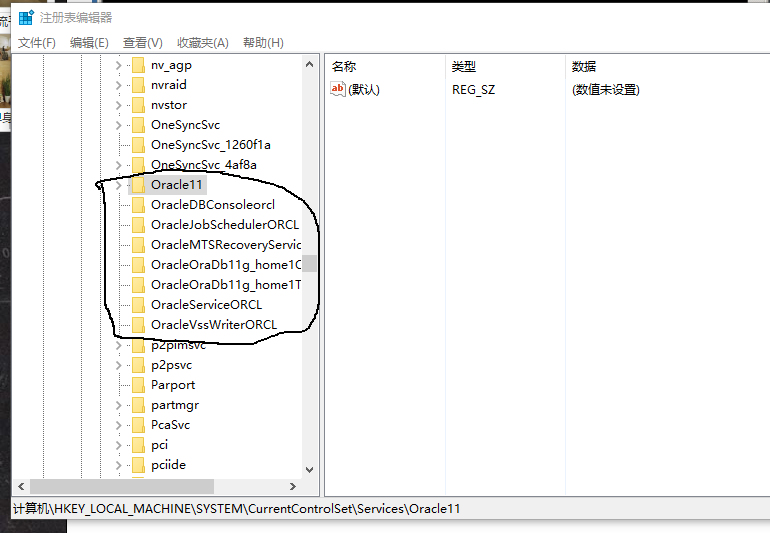 注册表编辑器
文件(F) 编辑(E) 查看(V) 收藏夹(A) 帮助(H)
nv_agp
nvraid
nvstor
OneSyncSvc
OneSyncSvc_1260f1a
OneSyncSvc_4af8a
Oracle11
OracleDBConsoleorcl
OracleJobSchedulerORCL
OracleMTSRecoveryServic
OracleOraDb11g_home1C
OracleOraDb11g_home1T
OracleServiceORCL
OracleVssWriterORCL
p2pimsvc
p2psvc
Parport
partmgr
PcaSvc
pci
pciide
名称 类型 数据
ab (默认) REG_SZ (数值未设置)
计算机\HKEY_LOCAL_MACHINE\SYSTEM\CurrentControlSet\Services\Oracle11